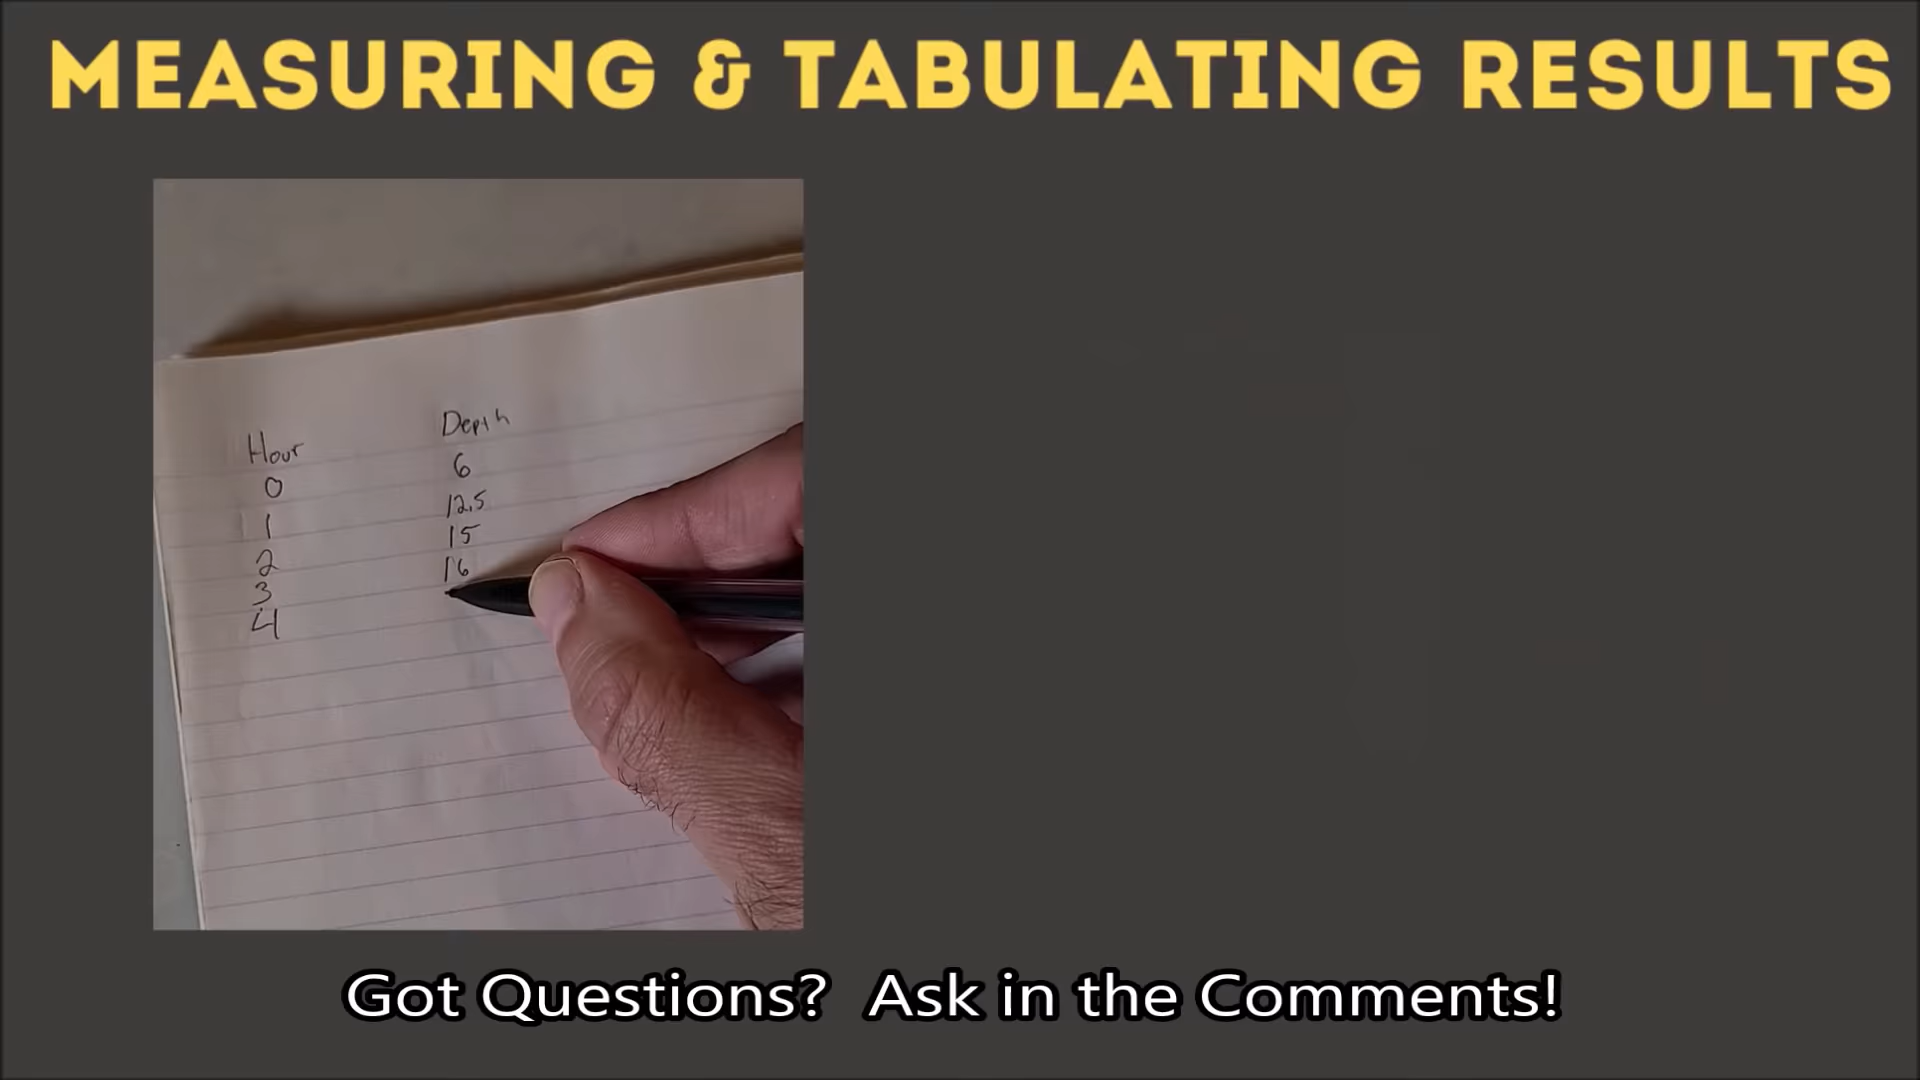 MEASURING & TABULATING RESULTS
Hour Depth
0 6
1 12.5
2 15
3 16
4
Got Questions? Ask in the Comments!